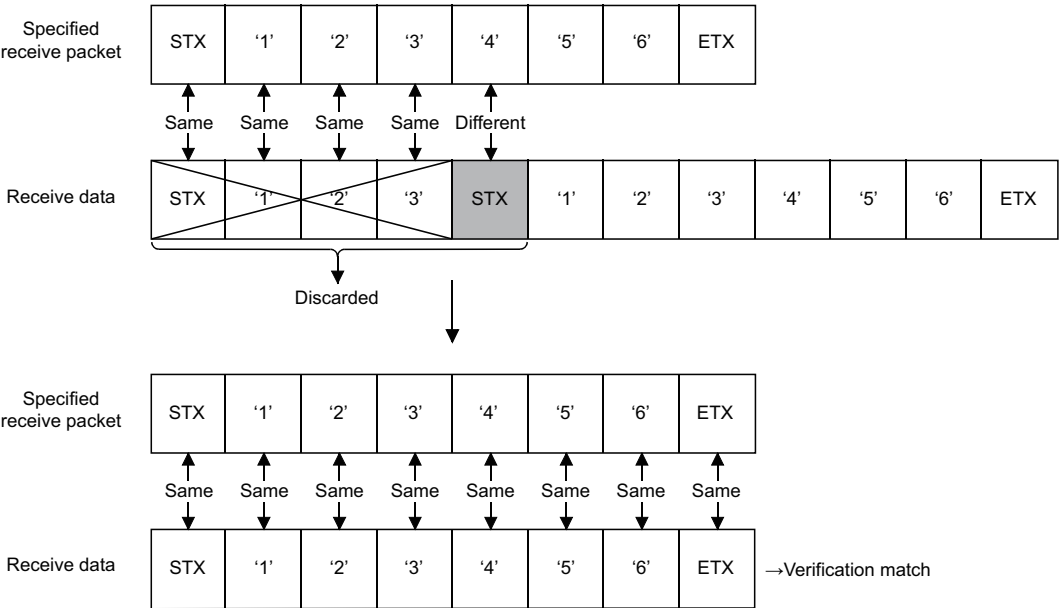 Specified
receive packet
STX ‘1’ ‘2’ ‘3’ ‘4’ ‘5’ ‘6’ ETX
Same Same Same Same Different
Receive data
STX ‘1’ ‘2’ ‘3’ STX ‘1’ ‘2’ ‘3’ ‘4’ ‘5’ ‘6’ ETX
Discarded
Specified
receive packet
STX ‘1’ ‘2’ ‘3’ ‘4’ ‘5’ ‘6’ ETX
Same Same Same Same Same Same Same Same
Receive data
STX ‘1’ ‘2’ ‘3’ ‘4’ ‘5’ ‘6’ ETX
→Verification match